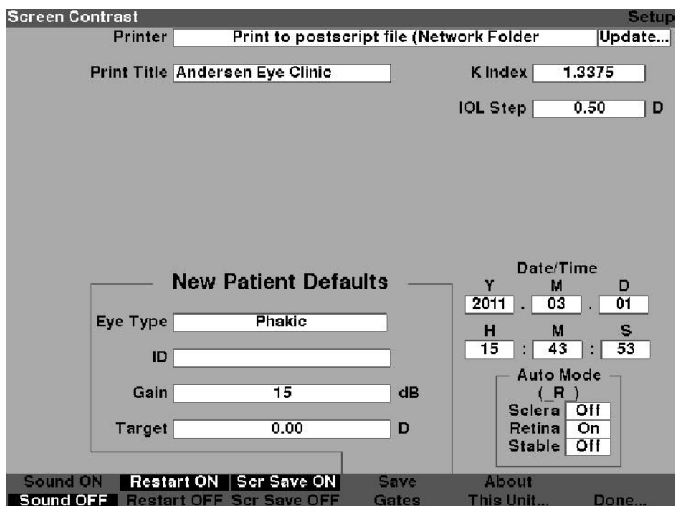 Screen Contrast Setup
Printer Print to postscript file (Network Folder Update...
Print Title Andersen Eye Clinic K Index 1.3375
IOL Step 0.50 D
Date/Time
New Patient Defaults
Y M D
2011 . 03 . 01
Eye Type Phakic
H M S
ID
15 : 43 : 53
Auto Mode
Gain 15 dB
(_R_)
Sclera Off
Target 0.00 D
Retina On
Stable Off
Sound ON Restart ON Scr Save ON Save About
Sound OFF Restart OFF Scr Save OFF Gates This Unit... Done...